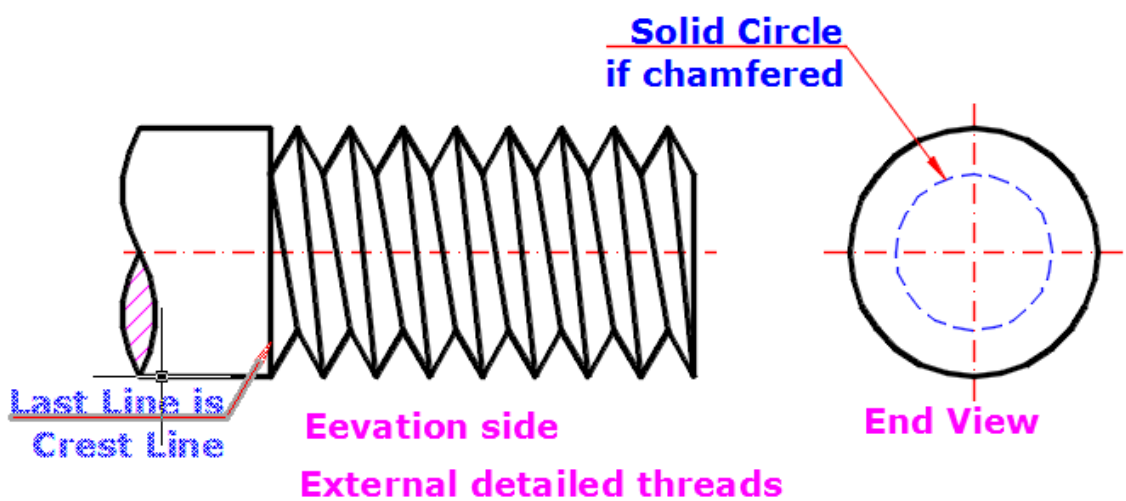 Solid Circle
if chamfered
Last Line is
Crest Line
Eevation side
End View
External detailed threads